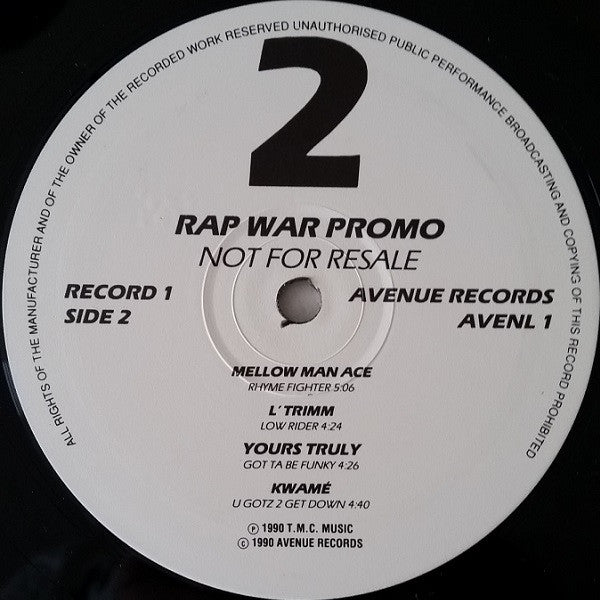 ALL RIGHTS OF THE MANUFACTURER AND OF THE OWNER OF THE RECORDED WORK RESERVED UNAUTHORISED PUBLIC PERFORMANCE BROADCASTING AND COPYING OF THIS RECORD PROHIBITED
2
RAP WAR PROMO
NOT FOR RESALE
RECORD 1 AVENUE RECORDS
SIDE 2 AVENL 1
MELLOW MAN ACE
RHYME FIGHTER 5:06
L'TRIMM
LOW RIDER 4:24
YOURS TRULY
GOT TA BE FUNKY 4:26
KWAMÉ
U GOTZ 2 GET DOWN 4:40
℗ 1990 T.M.C. MUSIC
© 1990 AVENUE RECORDS